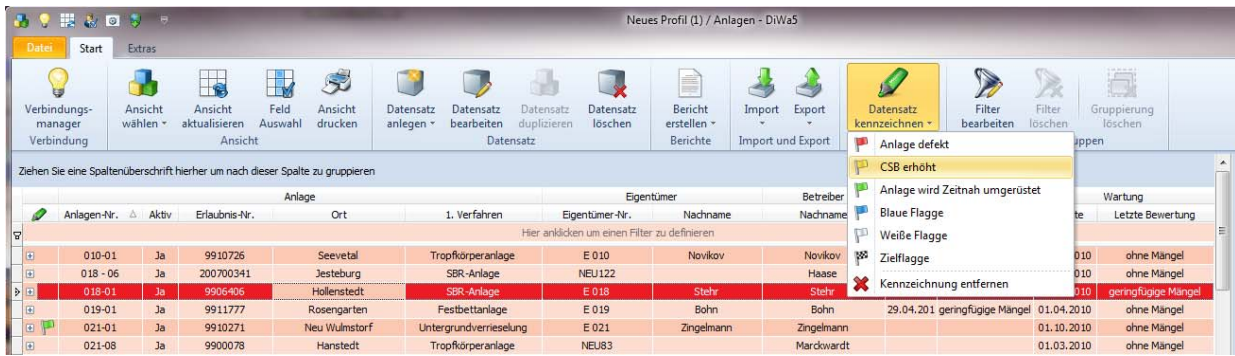 Neues Profil (1) / Anlagen - DiWa5
Datei Start Extras
Verbindungs-
manager
Ansicht
wählen
Ansicht
aktualisieren
Feld
Auswahl
Ansicht
drucken
Datensatz
anlegen
Datensatz
bearbeiten
Datensatz
duplizieren
Datensatz
löschen
Bericht
erstellen
Import
Export
Datensatz
kennzeichnen
Filter
bearbeiten
Filter
löschen
Gruppierung
löschen
Verbindung Ansicht Datensatz Berichte Import und Export
Anlage defekt
CSB erhöht
Anlage wird Zeitnah umgerüstet
Blaue Flagge
Weiße Flagge
Zielflagge
Kennzeichnung entfernen
Ziehen Sie eine Spaltenüberschrift hierher um nach dieser Spalte zu gruppieren
Anlage Eigentümer Betreiber Wartung
Anlagen-Nr. Aktiv Erlaubnis-Nr. Ort 1. Verfahren Eigentümer-Nr. Nachname Nachname Letzte Bewertung
Hier anklicken um einen Filter zu definieren
010-01 Ja 9910726 Seevetal Tropfkörperanlage E 010 Novikov Novikov 010 ohne Mängel
018 - 06 Ja 200700341 Jesteburg SBR-Anlage NEU122 Haase 010 ohne Mängel
018-01 Ja 9906406 Hollenstedt SBR-Anlage E 018 Stehr Stehr 010 geringfügige Mängel
019-01 Ja 9911777 Rosengarten Festbettanlage E 019 Bohn Bohn 29.04.201 geringfügige Mängel 01.04.2010 ohne Mängel
021-01 Ja 9910271 Neu Wulmstorf Untergrundverrieselung E 021 Zingelmann Zingelmann 01.10.2010 ohne Mängel
021-08 Ja 9900078 Hanstedt Tropfkörperanlage NEU83 Marckwardt 01.03.2010 ohne Mängel